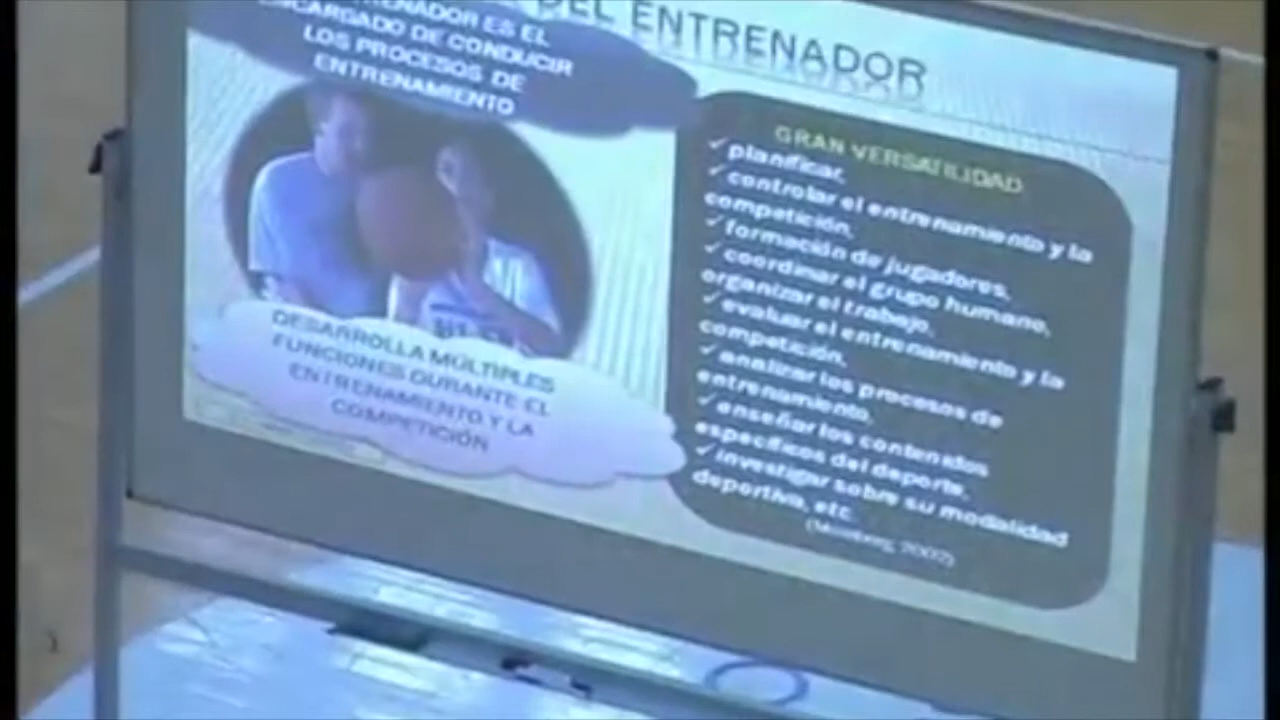 DEL ENTRENADOR
ENTRENADOR ES EL
ENCARGADO DE CONDUCIR
LOS PROCESOS DE
ENTRENAMIENTO
DESARROLLA MÚLTIPLES
FUNCIONES DURANTE EL
ENTRENAMIENTO Y LA
COMPETICIÓN
GRAN VERSATILIDAD
✓planificar,
✓controlar el entrenamiento y la
competición,
✓formación de jugadores,
✓coordinar el grupo humano,
organizar el trabajo,
✓evaluar el entrenamiento y la
competición,
✓analizar los procesos de
entrenamiento,
✓enseñar los contenidos
específicos del deporte,
✓investigar sobre su modalidad
deportiva, etc.
2002)